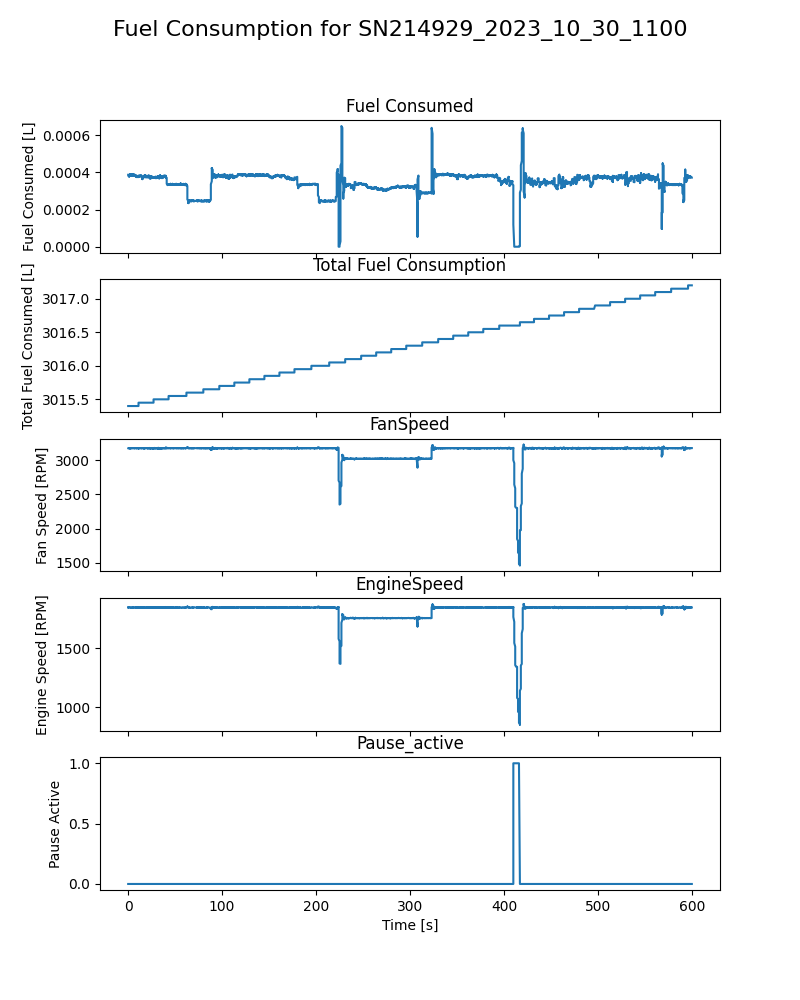 Fuel Consumption for SN214929_2023_10_30_1100
Fuel Consumed
Fuel Consumed [L]
0.0006
0.0004
0.0002
0.0000
Total Fuel Consumption
Total Fuel Consumed [L]
3017.0
3016.5
3016.0
3015.5
FanSpeed
Fan Speed [RPM]
3000
2500
2000
1500
EngineSpeed
Engine Speed [RPM]
1500
1000
Pause_active
Pause Active
1.0
0.5
0.0
0 100 200 300 400 500 600
Time [s]